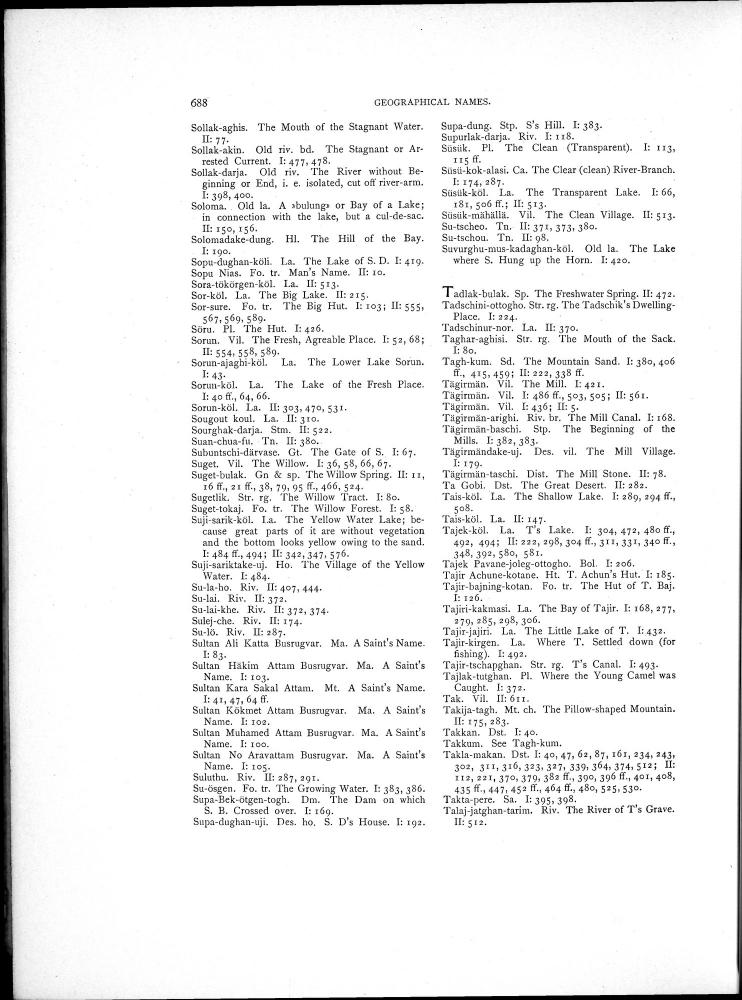 688
GEOGRAPHICAL NAMES.
Sollak-aghis. The Mouth of the Stagnant Water.
II: 77.
Sollak-akin. Old riv. bd. The Stagnant or Ar-
rested Current. I: 477, 478.
Sollak-darja. Old riv. The River without Be-
ginning or End, i. e. isolated, cut off river-arm.
I: 398, 400.
Soloma. Old la. A »bulung» or Bay of a Lake;
in connection with the lake, but a cul-de-sac.
II: 150, 156.
Solomadake-dung. Hl. The Hill of the Bay.
I: 190.
Sopu-dughan-köli. La. The Lake of S. D. I: 419.
Sopu Nias. Fo. tr. Man's Name. II: 10.
Sora-tökörgen-köl. La. II: 513.
Sor-köl. La. The Big Lake. II: 215.
Sor-sure. Fo. tr. The Big Hut. I: 103; II: 555,
567, 569, 589.
Söru. Pl. The Hut. I: 426.
Sorun. Vil. The Fresh, Agreable Place. I: 52, 68;
II: 554, 558, 589.
Sorun-ajaghi-köl. La. The Lower Lake Sorun.
I: 43.
Sorun-köl. La. The Lake of the Fresh Place.
I: 40 ff., 64, 66.
Sorun-köl. La. II: 303, 470, 531.
Sougout koul. La. II: 310.
Sourghak-darja. Stm. II: 522.
Suan-chua-fu. Tn. II: 380.
Subuntschi-därvase. Gt. The Gate of S. I: 67.
Suget. Vil. The Willow. I: 36, 58, 66, 67.
Suget-bulak. Gn & sp. The Willow Spring. II: 11,
16 ff., 21 ff., 38, 79, 95 ff., 466, 524.
Sugetlik. Str. rg. The Willow Tract. I: 80.
Suget-tokaj. Fo. tr. The Willow Forest. I: 58.
Suji-sarik-köl. La. The Yellow Water Lake; be-
cause great parts of it are without vegetation
and the bottom looks yellow owing to the sand.
I: 484 ff., 494; II: 342, 347, 576.
Suji-sariktake-uj. Ho. The Village of the Yellow
Water. I: 484.
Su-la-ho. Riv. II: 407, 444.
Su-lai. Riv. II: 372.
Su-lai-khe. Riv. II: 372, 374.
Sulej-che. Riv. II: 174.
Su-lö. Riv. II: 287.
Sultan Ali Katta Busrugvar. Ma. A Saint's Name.
I: 83.
Sultan Häkim Attam Busrugvar. Ma. A Saint's
Name. I: 103.
Sultan Kara Sakal Attam. Mt. A Saint's Name.
I: 41, 47, 64 ff.
Sultan Kökmet Attam Busrugvar. Ma. A Saint's
Name. I: 102.
Sultan Muhamed Attam Busrugvar. Ma. A Saint's
Name. I: 100.
Sultan No Aravattam Busrugvar. Ma. A Saint's
Name. I: 105.
Suluthu. Riv. II: 287, 291.
Su-ösgen. Fo. tr. The Growing Water. I: 383, 386.
Supa-Bek-ötgen-togh. Dm. The Dam on which
S. B. Crossed over. I: 169.
Supa-dughan-uji. Des. ho. S. D's House. I: 192.
Supa-dung. Stp. S's Hill. I: 383.
Supurlak-darja. Riv. I: 118.
Süsük. Pl. The Clean (Transparent). I: 113,
115 ff.
Süsü-kok-alasi. Ca. The Clear (clean) River-Branch.
I: 174, 287.
Süsük-köl. La. The Transparent Lake. I: 66,
181, 506 ff.; II: 513.
Süsük-mähällä. Vil. The Clean Village. II: 513.
Su-tscheo. Tn. II: 371, 373, 380.
Su-tschou. Tn. II: 98.
Suvurghu-mus-kadaghan-köl. Old la. The Lake
where S. Hung up the Horn. I: 420.
Tadlak-bulak. Sp. The Freshwater Spring. II: 472.
Tadschini-ottogho. Str. rg. The Tadschik's Dwelling-
Place. I: 224.
Tadschinur-nor. La. II: 370.
Taghar-aghisi. Str. rg. The Mouth of the Sack.
I: 80.
Tagh-kum. Sd. The Mountain Sand. I: 380, 406
ff., 415, 459; II: 222, 338 ff.
Tägirmän. Vil. The Mill. I: 421.
Tägirmän. Vil. I: 486 ff., 503, 505; II: 561.
Tägirmän. Vil. I: 436; II: 5.
Tägirmän-arighi. Riv. br. The Mill Canal. I: 168.
Tägirmän-baschi. Stp. The Beginning of the
Mills. I: 382, 383.
Tägirmändake-uj. Des. vil. The Mill Village.
I: 179.
Tägirmän-taschi. Dist. The Mill Stone. II: 78.
Ta Gobi. Dst. The Great Desert. II: 282.
Tais-köl. La. The Shallow Lake. I: 289, 294 ff.,
508.
Tais-köl. La. II: 147.
Tajek-köl. La. T's Lake. I: 304, 472, 480 ff.,
492, 494; II: 222, 298, 304 ff., 311, 331, 340 ff.,
348, 392, 580, 581.
Tajek Pavane-joleg-ottogho. Bol. I: 206.
Tajir Achune-kotane. Ht. T. Achun's Hut. I: 185.
Tajir-bajning-kotan. Fo. tr. The Hut of T. Baj.
I: 126.
Tajiri-kakmasi. La. The Bay of Tajir. I: 168, 277,
279, 285, 298, 306.
Tajir-jajiri. La. The Little Lake of T. I: 432.
Tajir-kirgen. La. Where T. Settled down (for
fishing). I: 492.
Tajir-tschapghan. Str. rg. T's Canal. I: 493.
Tajlak-tutghan. Pl. Where the Young Camel was
Caught. I: 372.
Tak. Vil. II: 611.
Takija-tagh. Mt. ch. The Pillow-shaped Mountain.
II: 175, 283.
Takkan. Dst. I: 40.
Takkum. See Tagh-kum.
Takla-makan. Dst. I: 40, 47, 62, 87, 161, 234, 243,
302, 311, 316, 323, 327, 339, 364, 374, 512; II:
112, 221, 370, 379, 382 ff., 390, 396 ff., 401, 408,
435 ff., 447, 452 ff., 464 ff., 480, 525, 530.
Takta-pere. Sa. I: 395, 398.
Talaj-jatghan-tarim. Riv. The River of T's Grave.
II: 512.